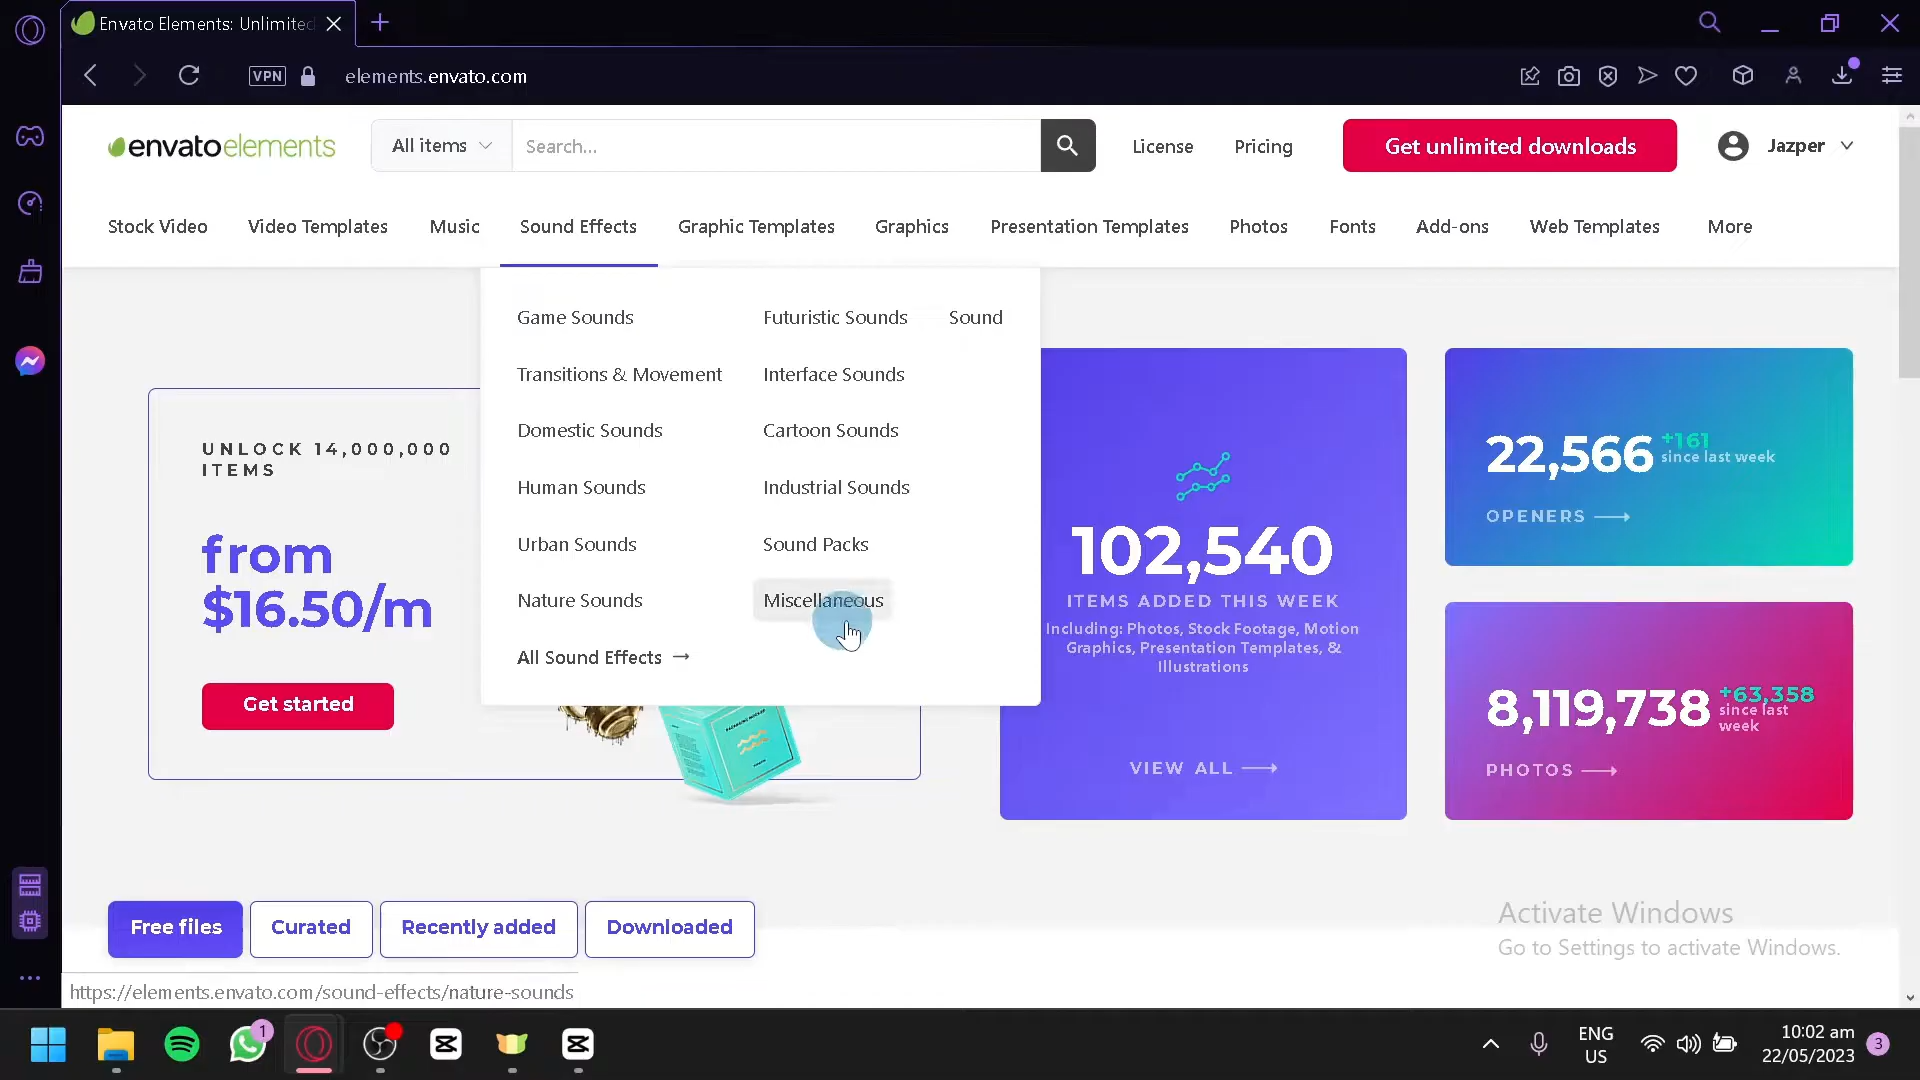 Envato Elements: Unlimited
VPN
elements.envato.com
envatoelements
All items
Search...
License
Pricing
Get unlimited downloads
Jazper
Stock Video
Video Templates
Music
Sound Effects
Graphic Templates
Graphics
Presentation Templates
Photos
Fonts
Add-ons
Web Templates
More
Game Sounds
Futuristic Sounds
Sound
Transitions & Movement
Interface Sounds
Domestic Sounds
Cartoon Sounds
Human Sounds
Industrial Sounds
Urban Sounds
Sound Packs
Nature Sounds
Miscellaneous
All Sound Effects →
UNLOCK 14,000,000
ITEMS
from
$16.50/m
Get started
102,540
ITEMS ADDED THIS WEEK
Including: Photos, Stock Footage, Motion
Graphics, Presentation Templates, &
Illustrations
VIEW ALL
22,566
+161
since last week
OPENERS
8,119,738
+63,358
since last
week
PHOTOS
Free files
Curated
Recently added
Downloaded
Activate Windows
Go to Settings to activate Windows.
https://elements.envato.com/sound-effects/nature-sounds
1
ENG
US
10:02 am
22/05/2023
3